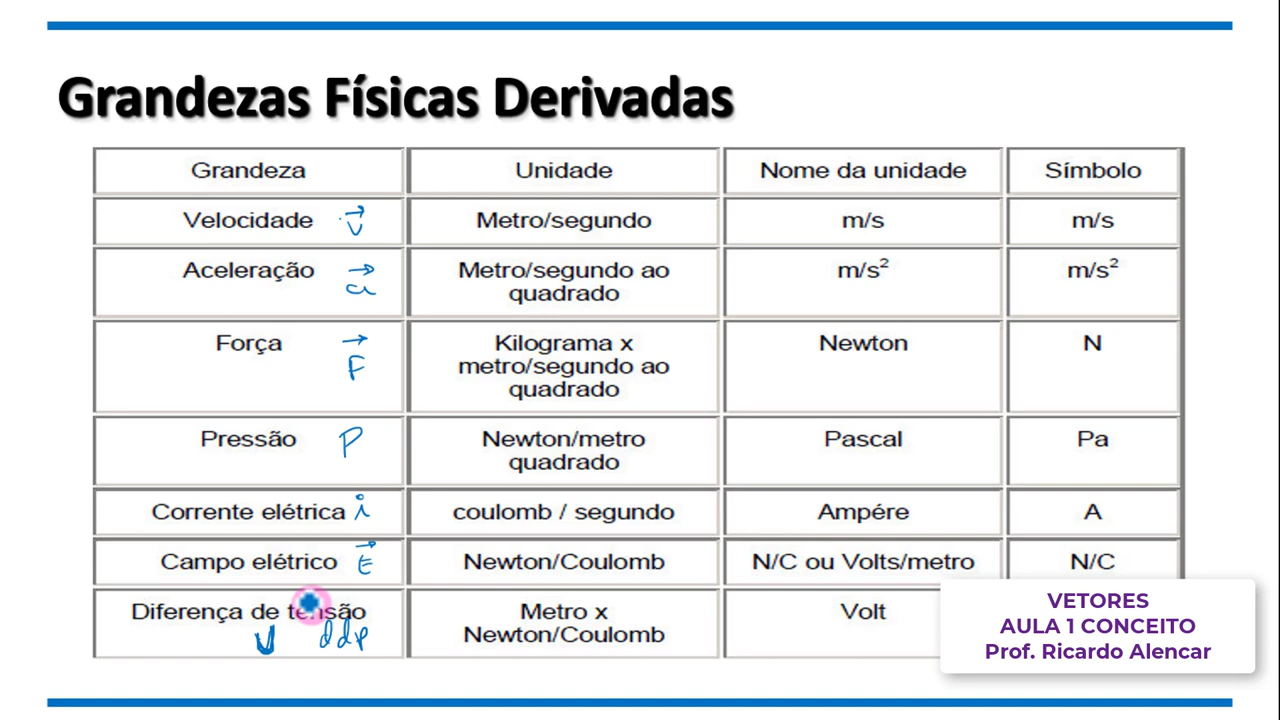 Grandezas Físicas Derivadas
Grandeza Unidade Nome da unidade Símbolo
Velocidade v Metro/segundo m/s m/s
Aceleração a Metro/segundo ao m/s² m/s²
quadrado
Força F Kilograma x Newton N
metro/segundo ao
quadrado
Pressão P Newton/metro Pascal Pa
quadrado
Corrente elétrica i coulomb / segundo Ampére A
Campo elétrico E Newton/Coulomb N/C ou Volts/metro N/C
Diferença de tensão Metro x Volt
U ddp Newton/Coulomb
VETORES
AULA 1 CONCEITO
Prof. Ricardo Alencar